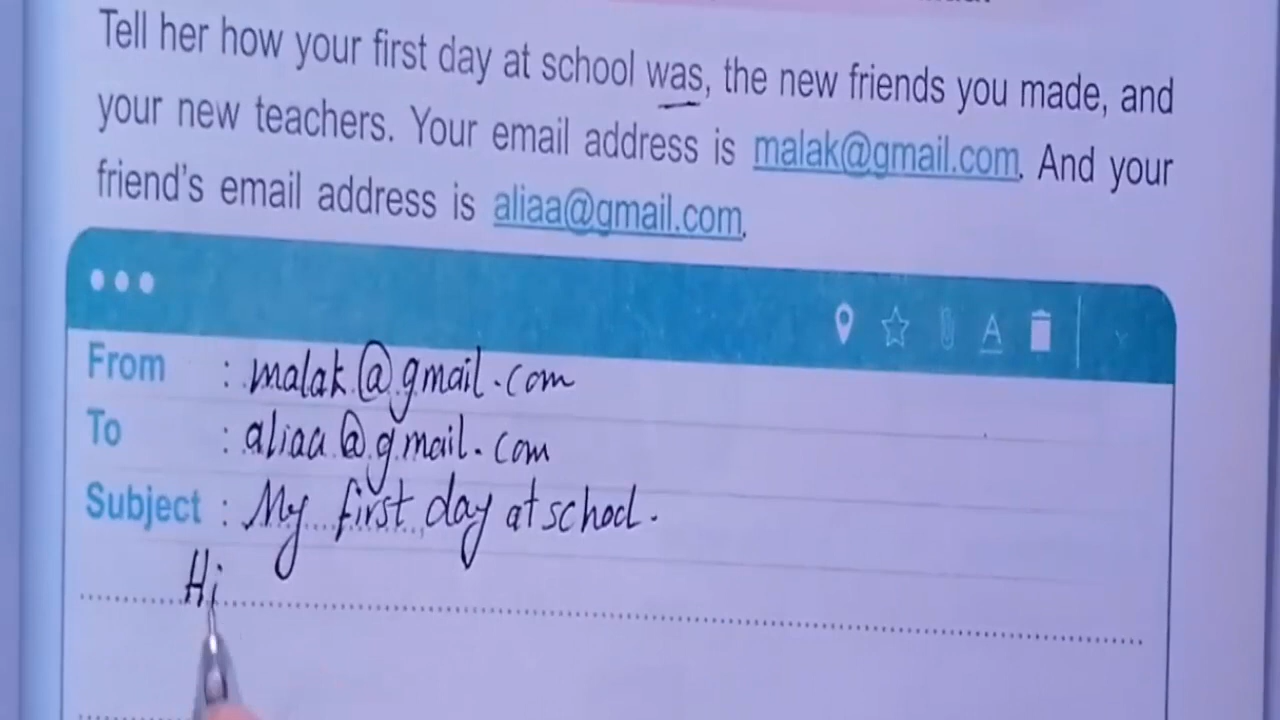 Tell her how your first day at school was, the new friends you made, and
your new teachers. Your email address is malak@gmail.com. And your
friend's email address is aliaa@gmail.com.
A
From : malak@gmail.com
To : aliaa@gmail.com
Subject : My first day at school.
Hi